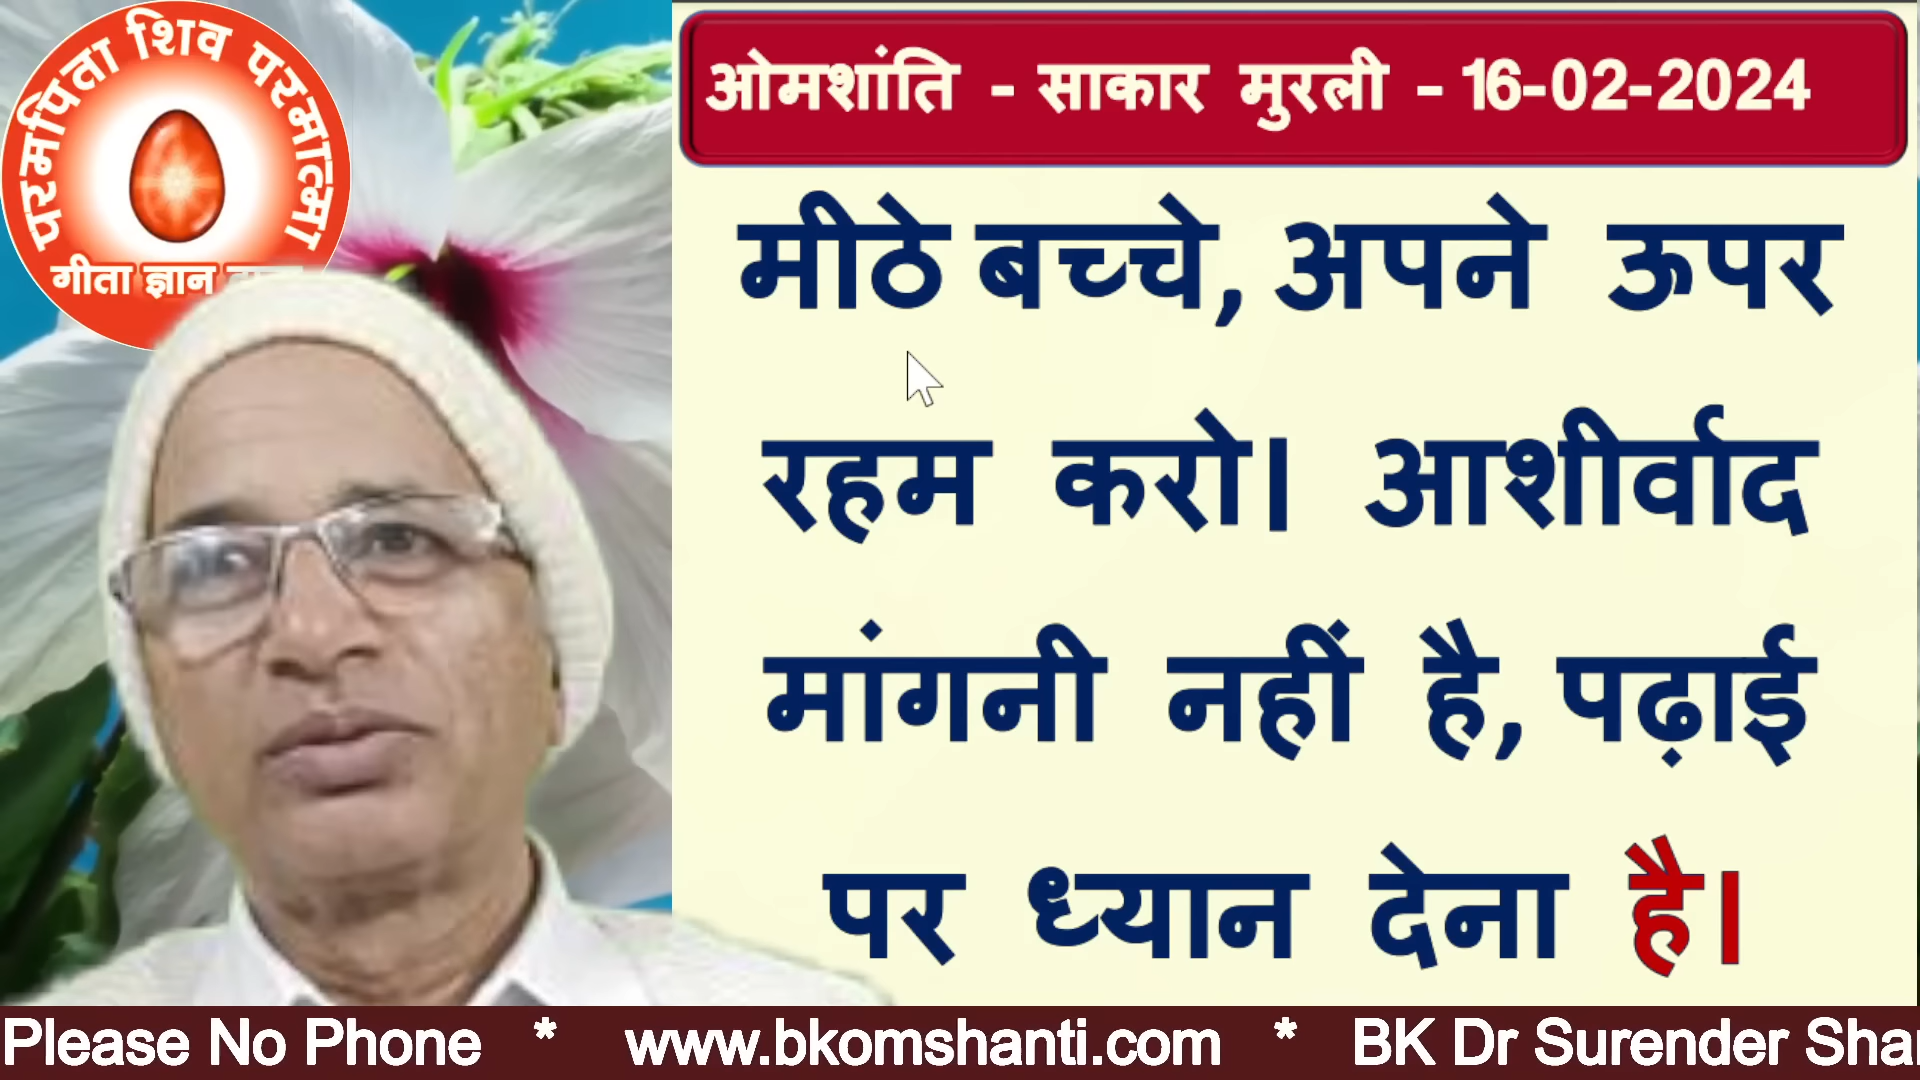 परमपिता शिव परमात्मा
गीता ज्ञान
ओमशांति - साकार मुरली - 16-02-2024
मीठे बच्चे, अपने ऊपर
रहम करो। आशीर्वाद
मांगनी नहीं है, पढ़ाई
पर ध्यान देना है।
Please No Phone * www.bkomshanti.com * BK Dr Surender